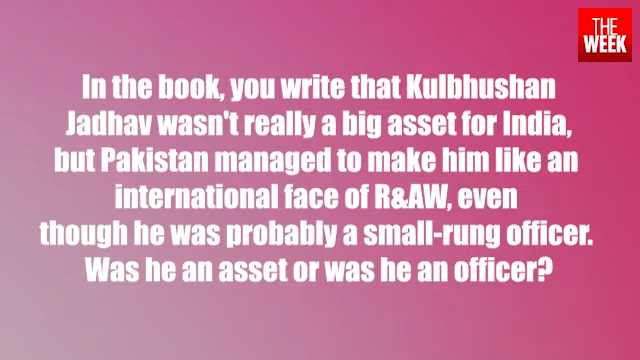 THE
WEEK
In the book, you write that Kulbhushan
Jadhav wasn't really a big asset for India,
but Pakistan managed to make him like an
international face of R&AW, even
though he was probably a small-rung officer.
Was he an asset or was he an officer?